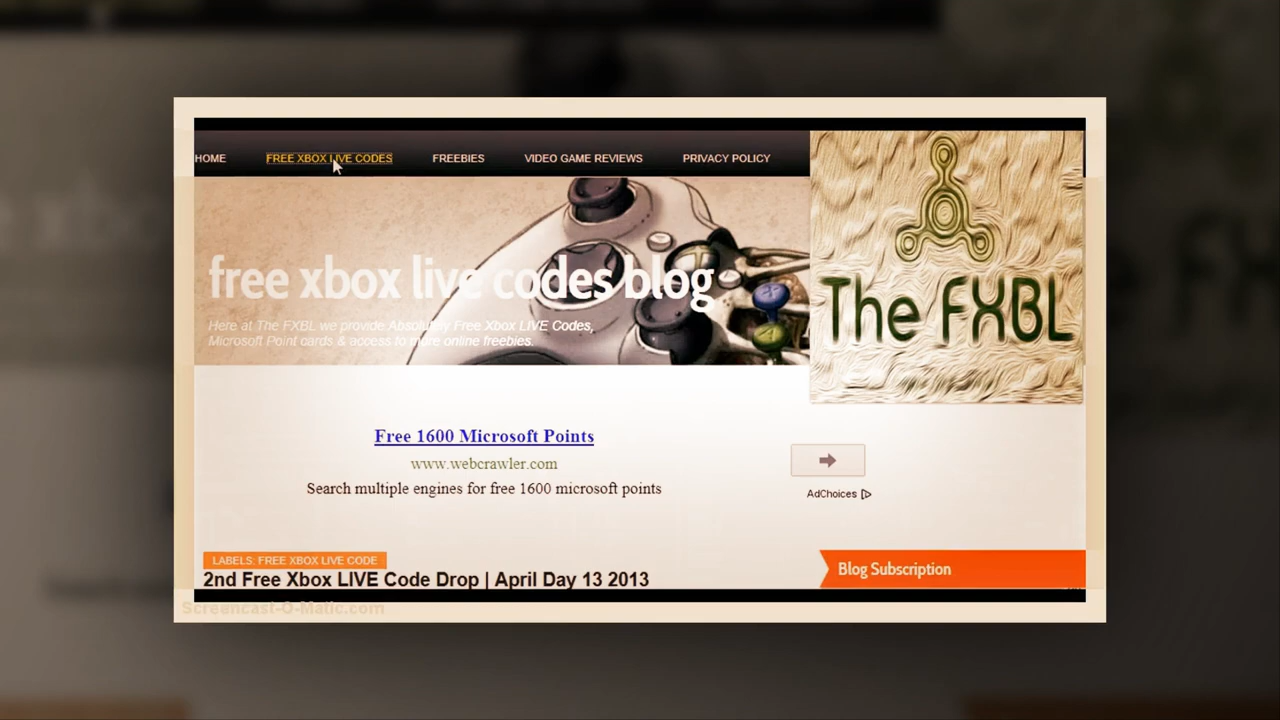 HOME FREE XBOX LIVE CODES FREEBIES VIDEO GAME REVIEWS PRIVACY POLICY
free xbox live codes blog
Here at The FXBL we provide Absolutely Free Xbox LIVE Codes,
Microsoft Point cards & access to more online freebies.
The FXBL
Free 1600 Microsoft Points
www.webcrawler.com
Search multiple engines for free 1600 microsoft points
AdChoices
LABELS: FREE XBOX LIVE CODE
2nd Free Xbox LIVE Code Drop | April Day 13 2013
Blog Subscription
Screencast-O-Matic.com